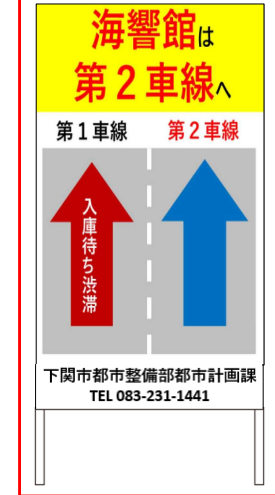 海響館は
第２車線へ
第１車線 第２車線
入庫待ち渋滞
下関市都市整備部都市計画課
TEL 083-231-1441